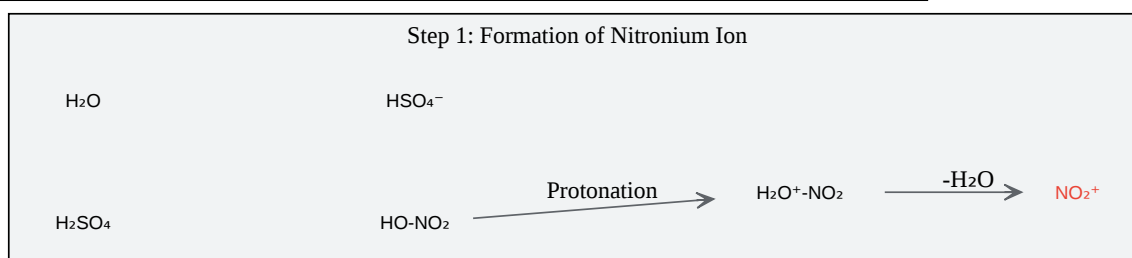 Step 1: Formation of Nitronium Ion
H₂O
HSO₄⁻
Protonation
H₂O⁺-NO₂
-H₂O
NO₂⁺
H₂SO₄
HO-NO₂